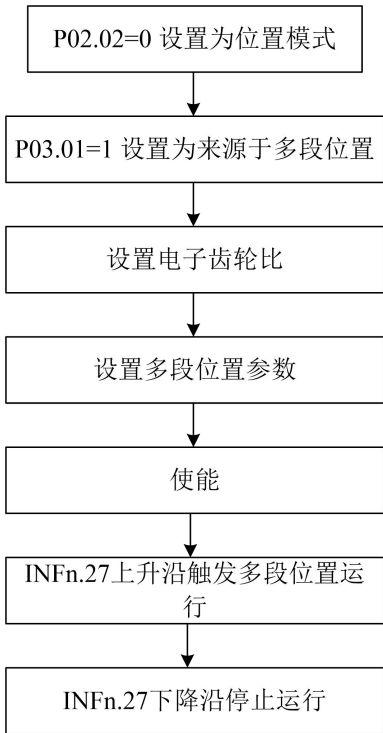 P02.02=0 设置为位置模式
P03.01=1 设置为来源于多段位置
设置电子齿轮比
设置多段位置参数
使能
INFn.27上升沿触发多段位置运
行
INFn.27下降沿停止运行